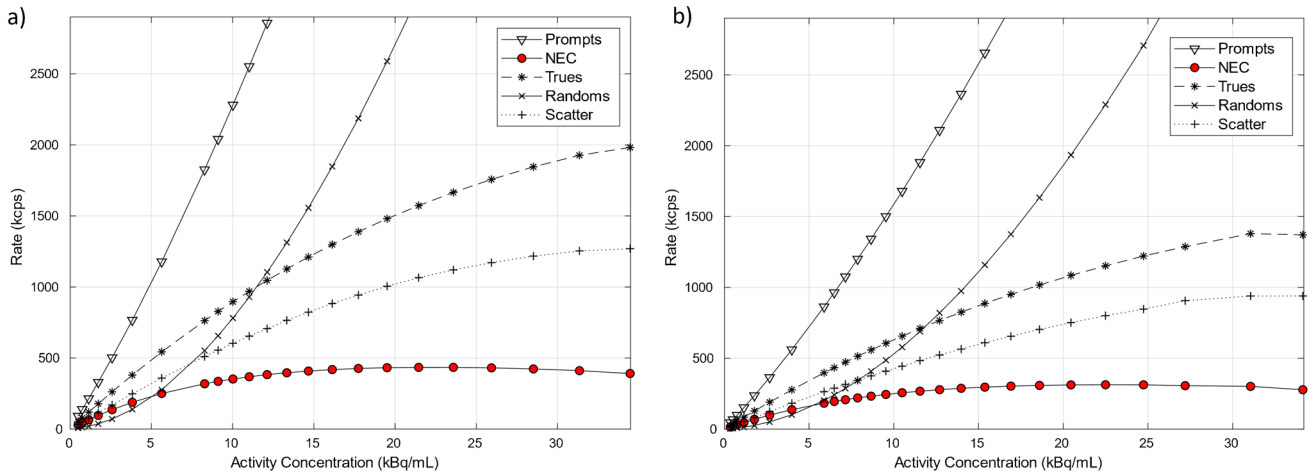 a)
Prompts
NEC
Trues
Randoms
Scatter
2500
2000
1500
1000
500
0
Rate (kcps)
0 5 10 15 20 25 30
Activity Concentration (kBq/mL)
b)
Prompts
NEC
Trues
Randoms
Scatter
2500
2000
1500
1000
500
0
Rate (kcps)
0 5 10 15 20 25 30
Activity Concentration (kBq/mL)